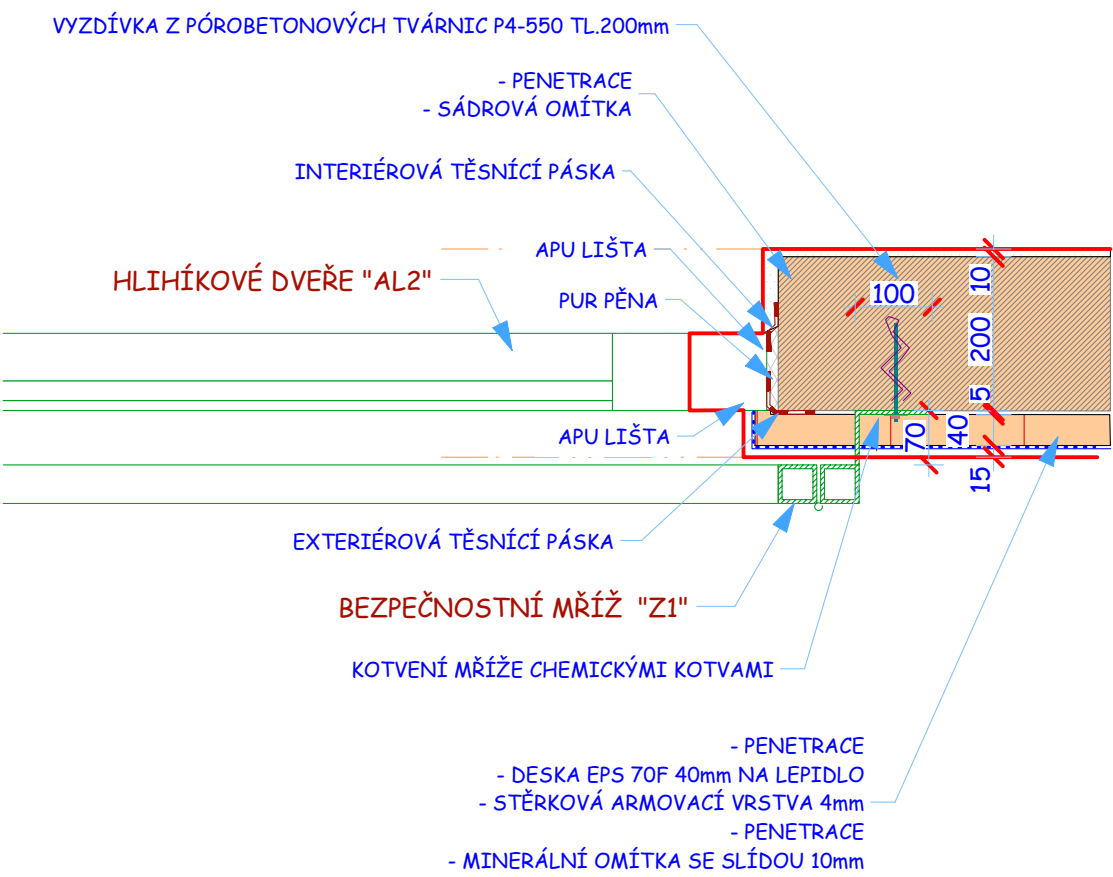 VYZDÍVKA Z PÓROBETONOVÝCH TVÁRNIC P4-550 TL.200mm
- PENETRACE
- SÁDROVÁ OMÍTKA
INTERIÉROVÁ TĚSNÍCÍ PÁSKA
APU LIŠTA
HLIHÍKOVÉ DVEŘE "AL2"
PUR PĚNA
10
100
200
5
APU LIŠTA
70
40
15
EXTERIÉROVÁ TĚSNÍCÍ PÁSKA
BEZPEČNOSTNÍ MŘÍŽ "Z1"
KOTVENÍ MŘÍŽE CHEMICKÝMI KOTVAMI
- PENETRACE
- DESKA EPS 70F 40mm NA LEPIDLO
- STĚRKOVÁ ARMOVACÍ VRSTVA 4mm
- PENETRACE
- MINERÁLNÍ OMÍTKA SE SLÍDOU 10mm